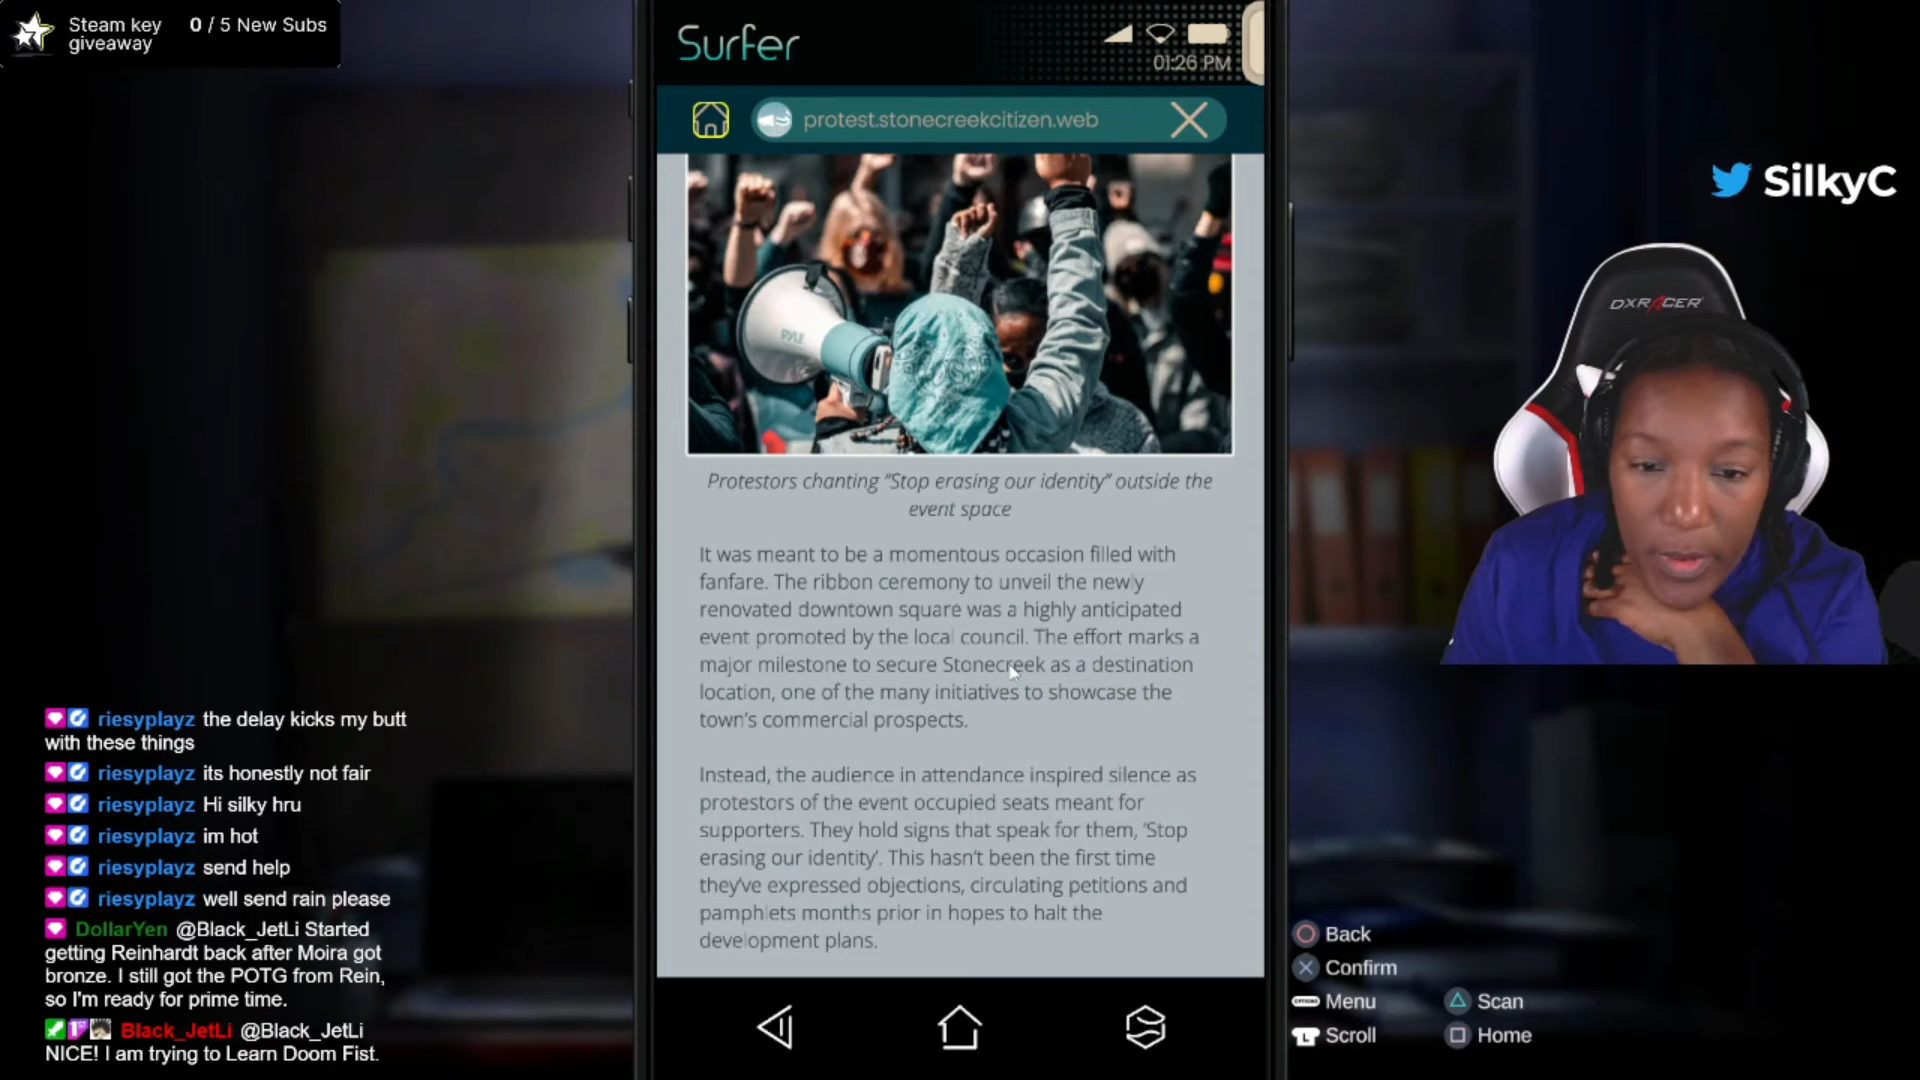 Steam key
giveaway
0 / 5 New Subs
Surfer
01:26 PM
protest.stonecreekcitizen.web
SilkyC
DXRACER
PYLE
Protestors chanting “Stop erasing our identity” outside the
event space
It was meant to be a momentous occasion filled with
fanfare. The ribbon ceremony to unveil the newly
renovated downtown square was a highly anticipated
event promoted by the local council. The effort marks a
major milestone to secure Stonecreek as a destination
location, one of the many initiatives to showcase the
town’s commercial prospects.
Instead, the audience in attendance inspired silence as
protestors of the event occupied seats meant for
supporters. They hold signs that speak for them, ‘Stop
erasing our identity’. This hasn’t been the first time
they’ve expressed objections, circulating petitions and
pamphlets months prior in hopes to halt the
development plans.
riesyplayz the delay kicks my butt
with these things
riesyplayz its honestly not fair
riesyplayz Hi silky hru
riesyplayz im hot
riesyplayz send help
riesyplayz well send rain please
DollarYen @Black_JetLi Started
getting Reinhardt back after Moira got
bronze. I still got the POTG from Rein,
so I'm ready for prime time.
Black_JetLi @Black_JetLi
NICE! I am trying to Learn Doom Fist.
Back
Confirm
OPTIONS Menu
Scan
L Scroll
Home